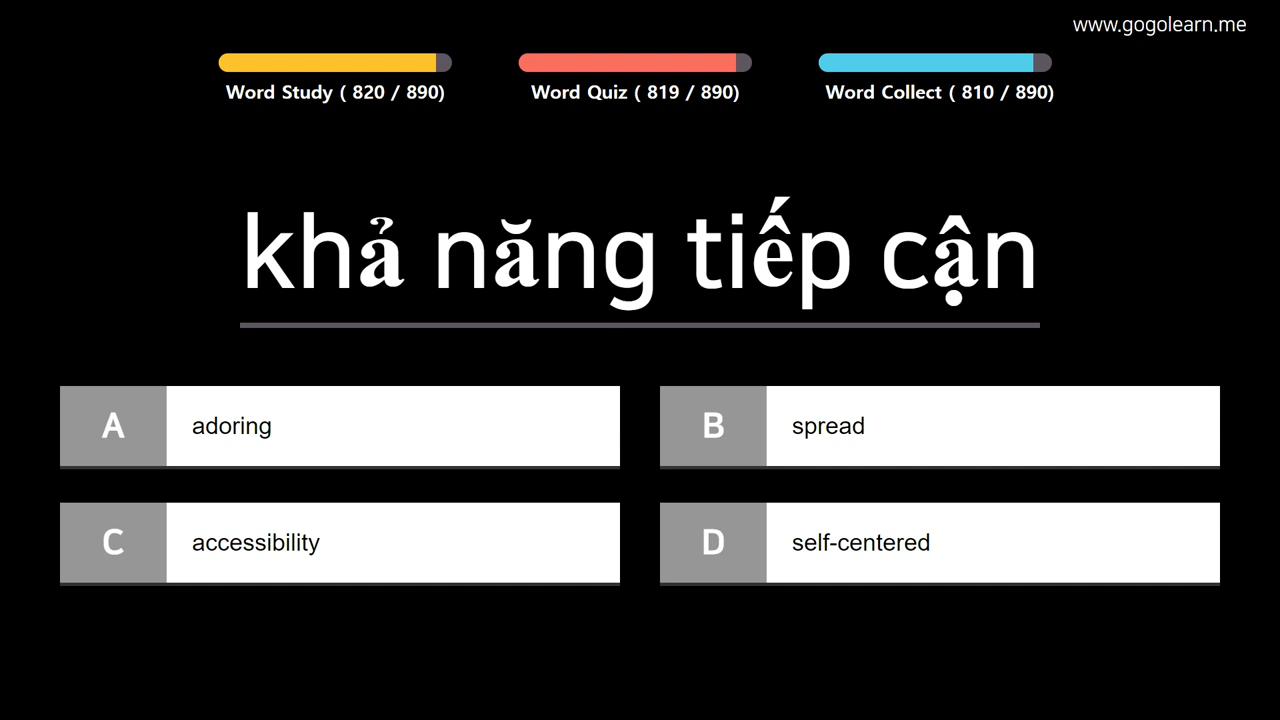 www.gogolearn.me
Word Study ( 820 / 890)
Word Quiz ( 819 / 890)
Word Collect ( 810 / 890)
khả năng tiếp cận
A adoring
B spread
C accessibility
D self-centered